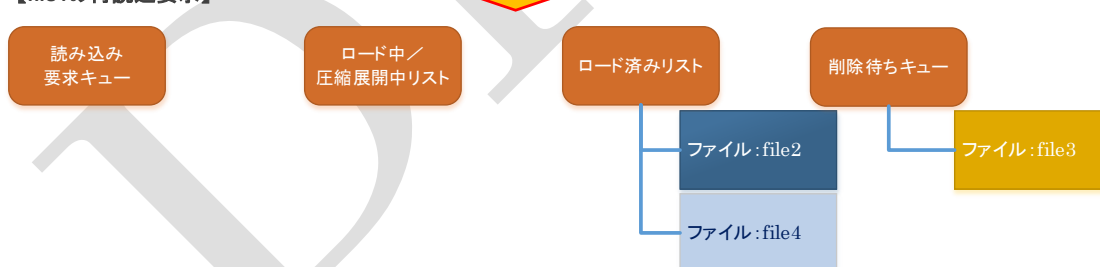 読み込み
要求キュー
ロード中／
圧縮展開中リスト
ロード済みリスト
削除待ちキュー
ファイル:file2
ファイル:file3
ファイル:file4